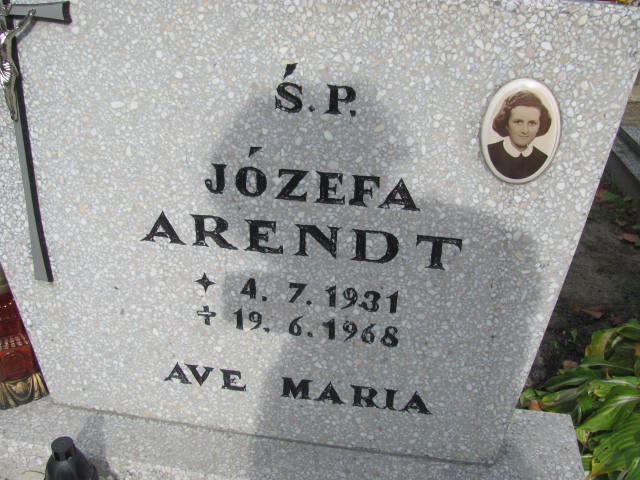 Ś.P.
JÓZEFA
ARENDT
✦ 4. 7. 1931
✝ 19. 6. 1968
AVE MARIA